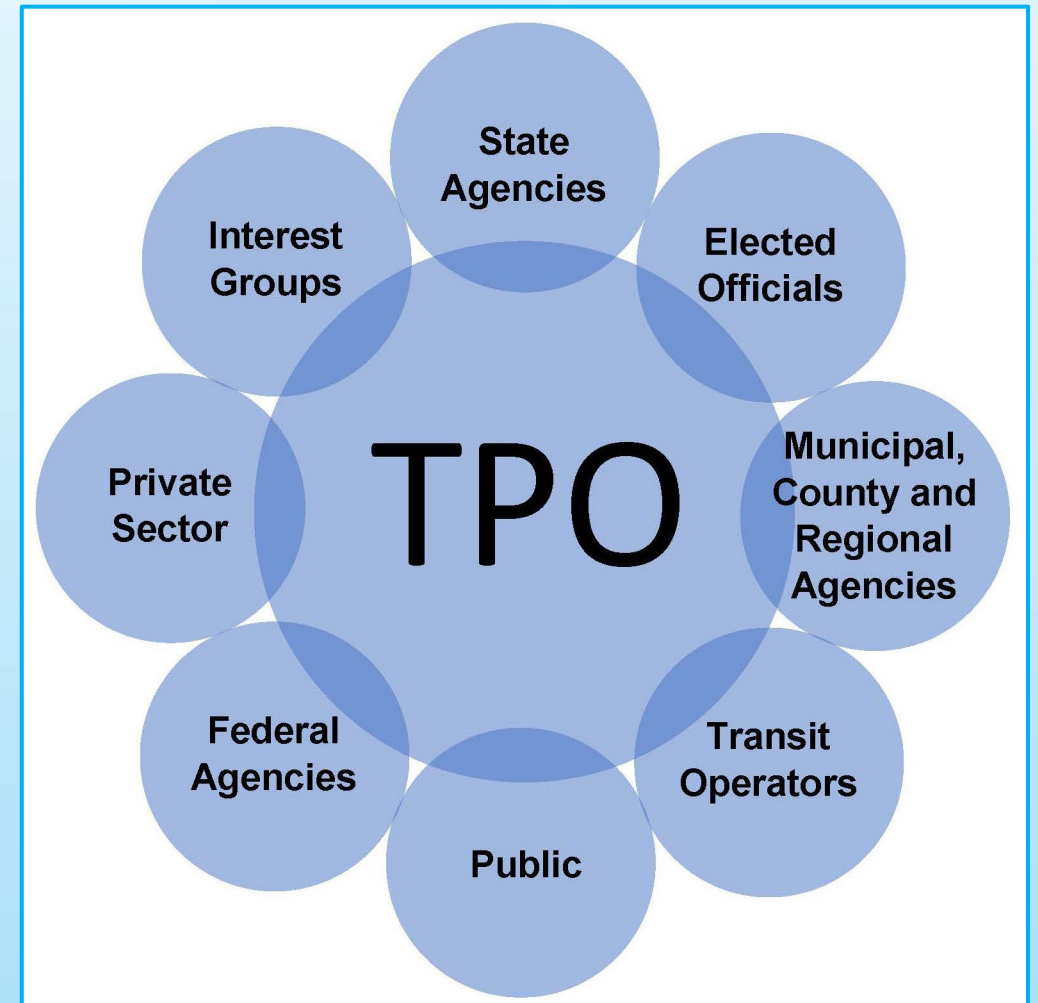 State
Agencies
Elected
Officials
Municipal,
County and
Regional
Agencies
Transit
Operators
Public
Federal
Agencies
Private
Sector
Interest
Groups
TPO